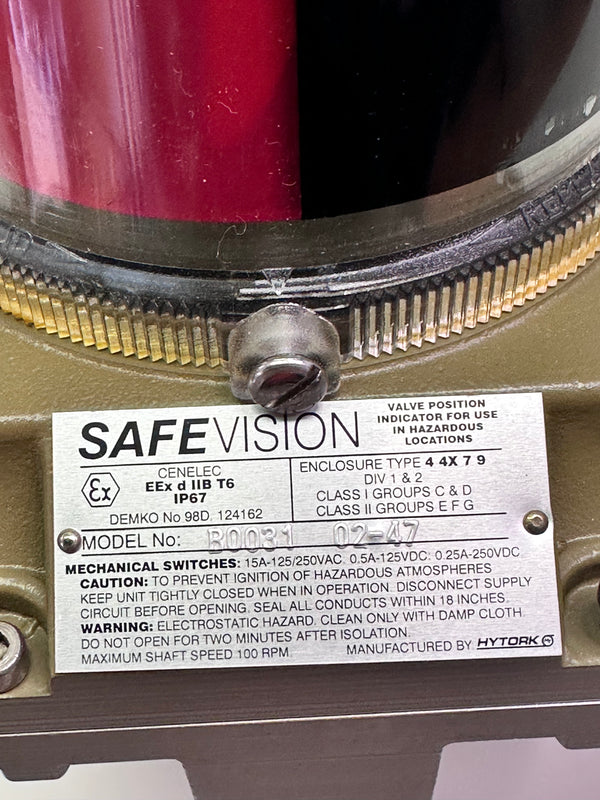 SAFEVISION
VALVE POSITION
INDICATOR FOR USE
IN HAZARDOUS
LOCATIONS
Ex
CENELEC
EEx d IIB T6
IP67
DEMKO No 98D. 124162
ENCLOSURE TYPE 4 4X 7 9
DIV 1 & 2
CLASS I GROUPS C & D
CLASS II GROUPS E F G
MODEL No: B0031 02-47
MECHANICAL SWITCHES: 15A-125/250VAC. 0.5A-125VDC: 0.25A-250VDC
CAUTION: TO PREVENT IGNITION OF HAZARDOUS ATMOSPHERES
KEEP UNIT TIGHTLY CLOSED WHEN IN OPERATION. DISCONNECT SUPPLY
CIRCUIT BEFORE OPENING. SEAL ALL CONDUCTS WITHIN 18 INCHES.
WARNING: ELECTROSTATIC HAZARD. CLEAN ONLY WITH DAMP CLOTH.
DO NOT OPEN FOR TWO MINUTES AFTER ISOLATION.
MAXIMUM SHAFT SPEED 100 RPM. MANUFACTURED BY HYTORK